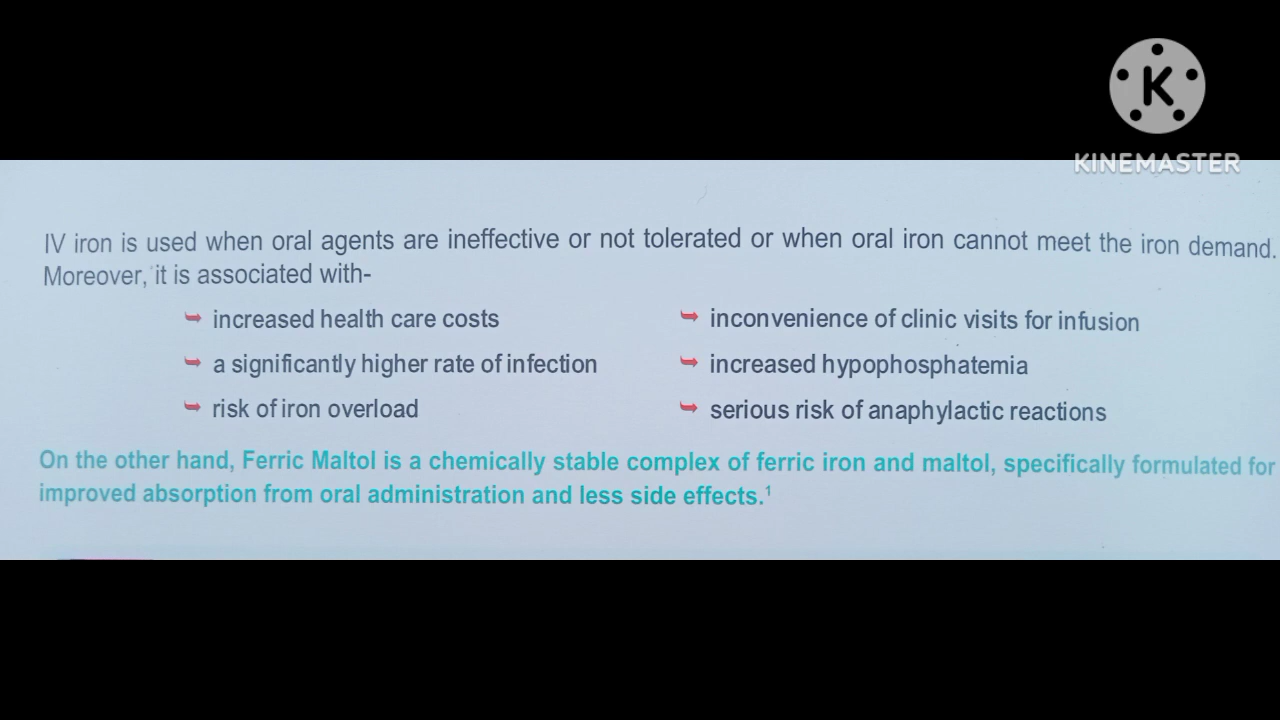 K
KINEMASTER
IV iron is used when oral agents are ineffective or not tolerated or when oral iron cannot meet the iron demand.
Moreover, it is associated with-
increased health care costs
inconvenience of clinic visits for infusion
a significantly higher rate of infection
increased hypophosphatemia
risk of iron overload
serious risk of anaphylactic reactions
On the other hand, Ferric Maltol is a chemically stable complex of ferric iron and maltol, specifically formulated for
improved absorption from oral administration and less side effects.1